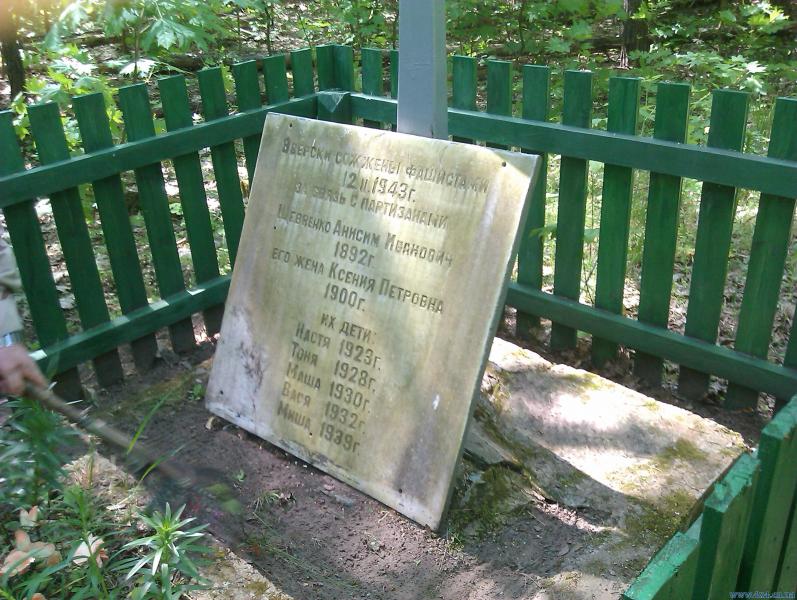 Зверски сожжены фашистами
12.II.1943г.
за связь с партизанами
Шевченко Анисим Иванович
1892г.
его жена Ксения Петровна
1900г.
их дети:
Настя 1923г.
Тоня 1928г.
Маша 1930г.
Вася 1932г.
Миша 1939г.